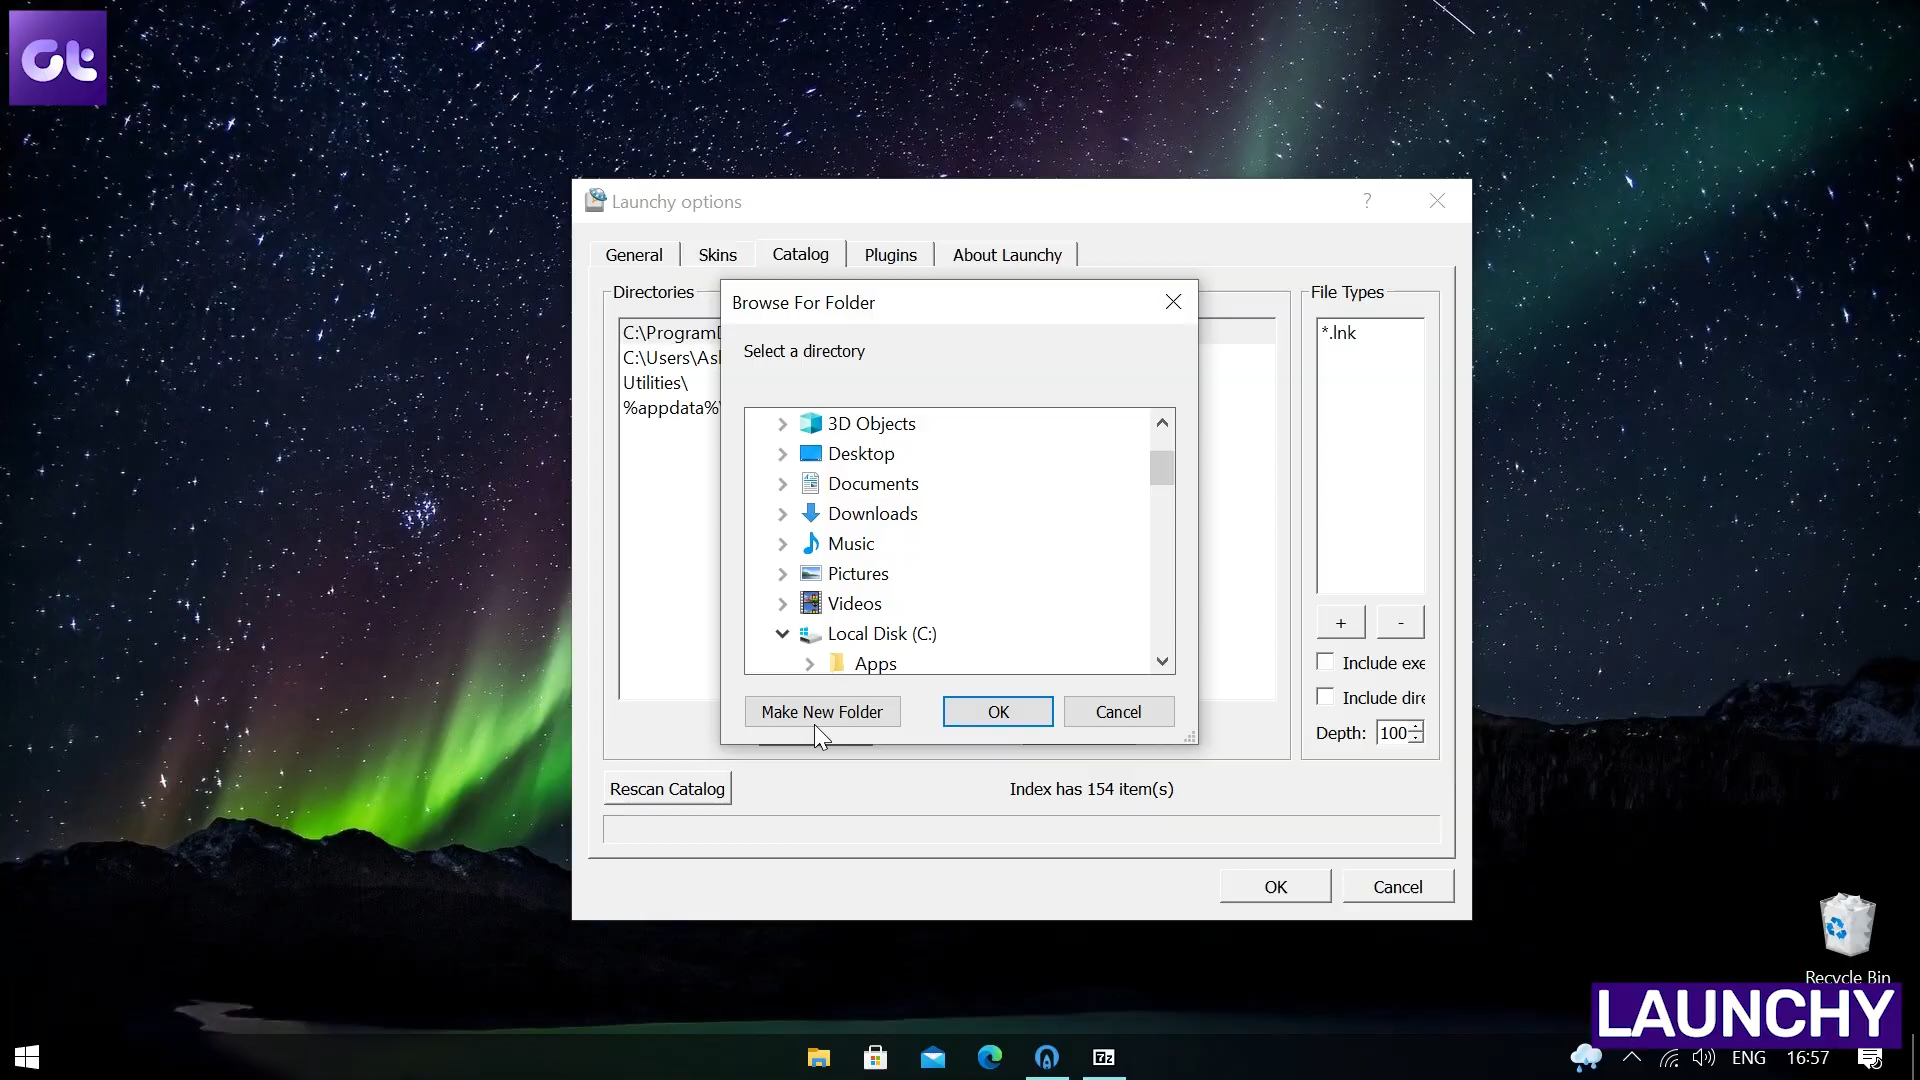 Gt
Launchy options
?
General
Skins
Catalog
Plugins
About Launchy
Directories
C:\ProgramD
C:\Users\Ash
Utilities\
%appdata%\
Browse For Folder
Select a directory
3D Objects
Desktop
Documents
Downloads
Music
Pictures
Videos
Local Disk (C:)
Apps
Make New Folder
OK
Cancel
File Types
*.lnk
+
-
Include exe
Include dire
Depth: 100
Rescan Catalog
Index has 154 item(s)
OK
Cancel
Recycle Bin
LAUNCHY
7z
ENG
16:57